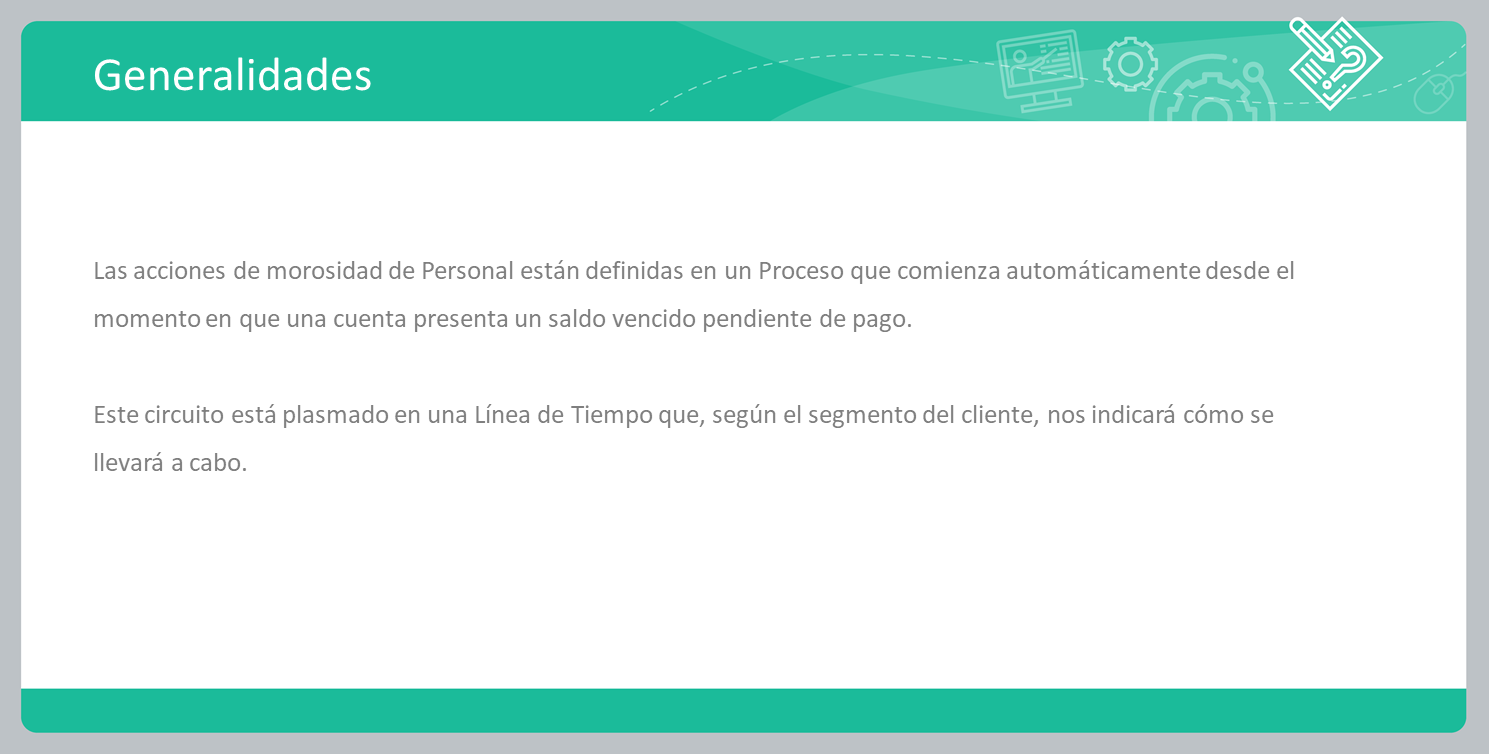 Generalidades
Las acciones de morosidad de Personal están definidas en un Proceso que comienza automáticamente desde el
momento en que una cuenta presenta un saldo vencido pendiente de pago.
Este circuito está plasmado en una Línea de Tiempo que, según el segmento del cliente, nos indicará cómo se
llevará a cabo.